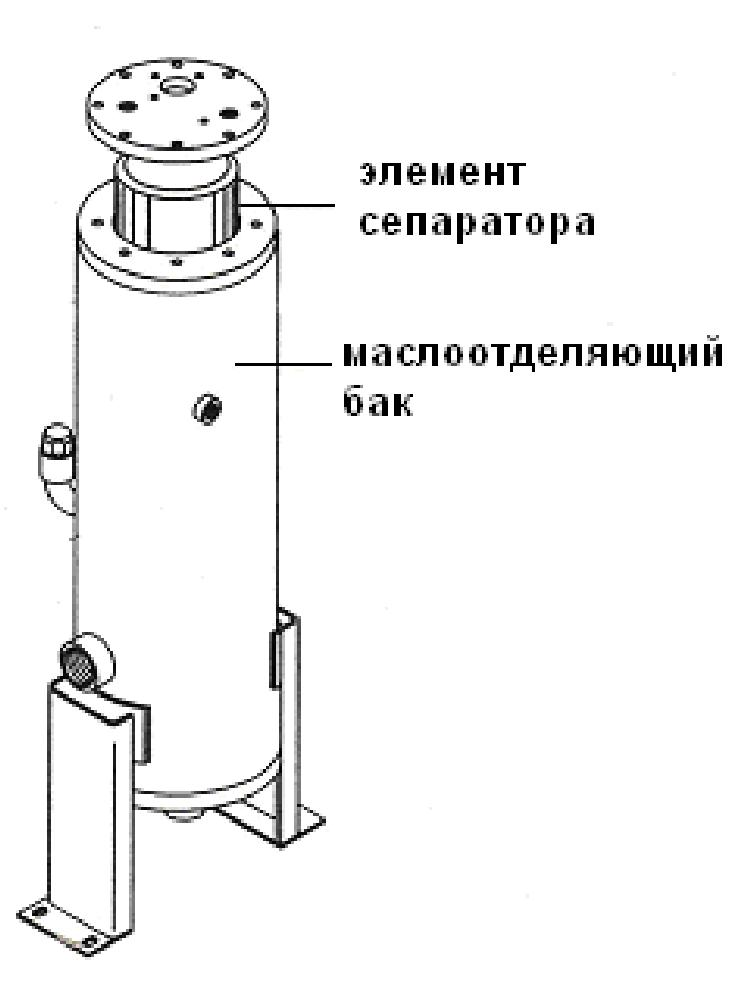 элемент
сепаратора
маслоотделяющий
бак